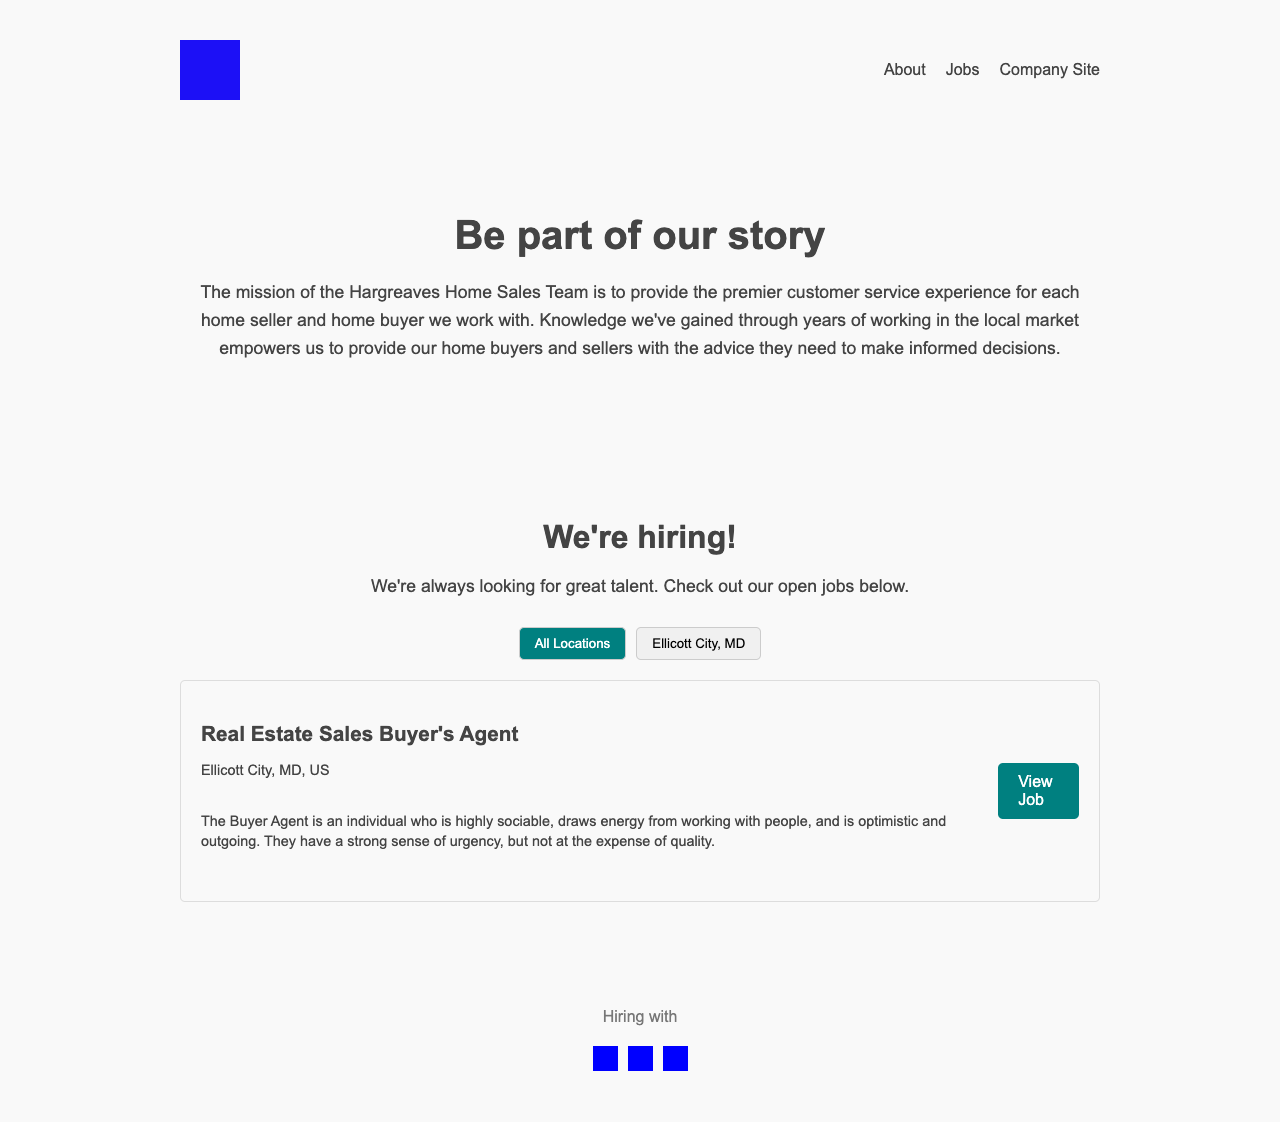 About Jobs Company Site
Be part of our story
The mission of the Hargreaves Home Sales Team is to provide the premier customer service experience for each
home seller and home buyer we work with. Knowledge we've gained through years of working in the local market
empowers us to provide our home buyers and sellers with the advice they need to make informed decisions.
We're hiring!
We're always looking for great talent. Check out our open jobs below.
All Locations Ellicott City, MD
Real Estate Sales Buyer's Agent
Ellicott City, MD, US
View
Job
The Buyer Agent is an individual who is highly sociable, draws energy from working with people, and is optimistic and
outgoing. They have a strong sense of urgency, but not at the expense of quality.
Hiring with